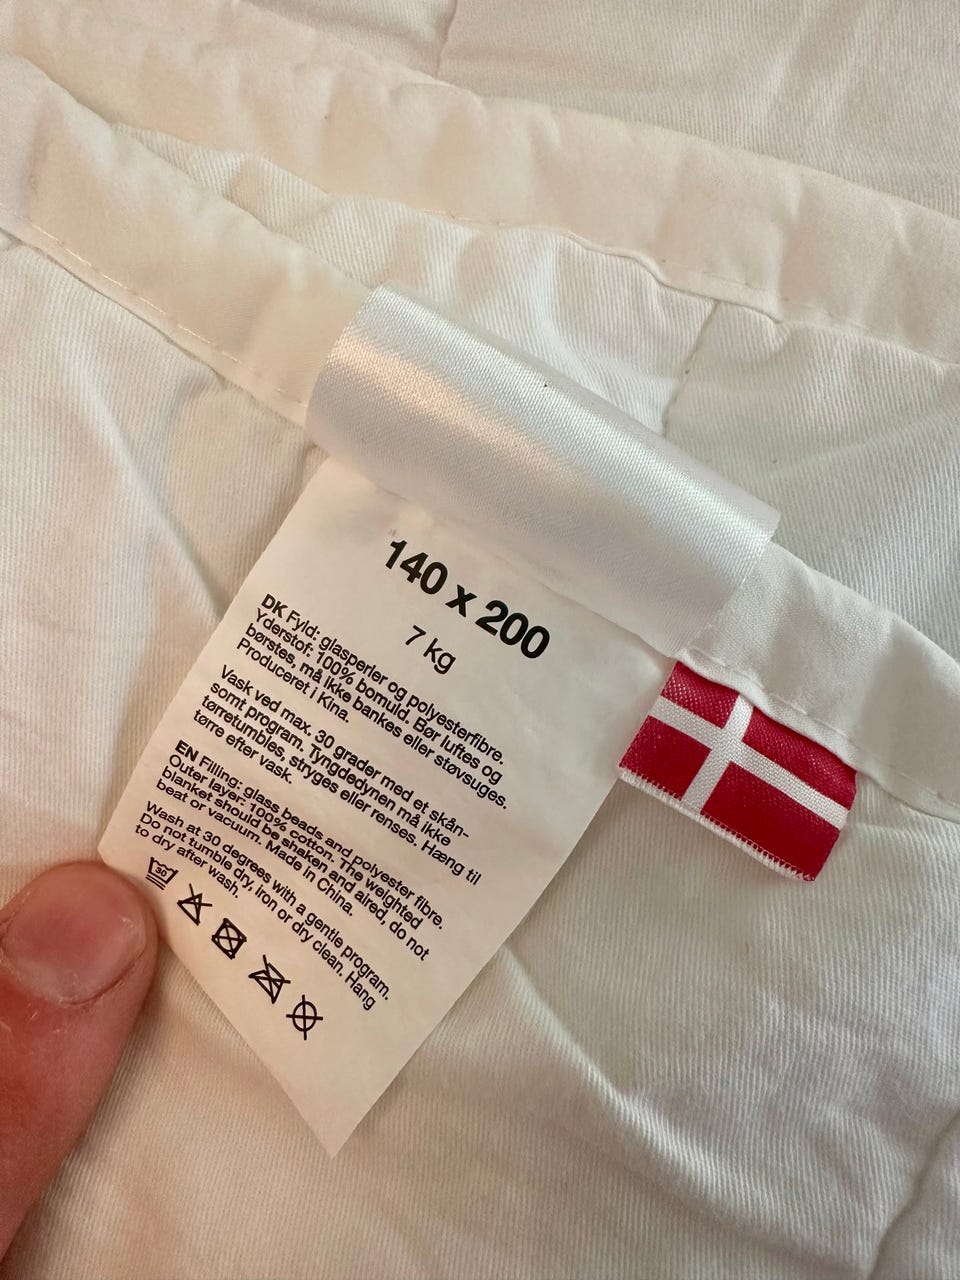 140 x 200
7 kg
DK Fyld: glasperler og polyesterfibre.
Yderstof: 100% bomuld. Bør luftes og
børstes, må ikke bankes eller støvsuges.
Produceret i Kina.
Vask ved max. 30 grader med et skån-
somt program. Tyngdedynen må ikke
tørretumbles, stryges eller renses. Hæng til
tørre efter vask.
EN Filling: glass beads and polyester fibre.
Outer layer: 100% cotton. The weighted
blanket should be shaken and aired, do not
beat or vacuum. Made in China.
Wash at 30 degrees with a gentle program.
Do not tumble dry, iron or dry clean. Hang
to dry after wash.
30